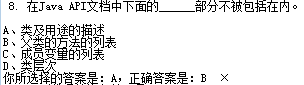 8. 在Java API文档中下面的______部分不被包括在内。
A、类及用途的描述
B、父类的方法的列表
C、成员变量的列表
D、类层次
你所选择的答案是: A; 正确答案是: B ×